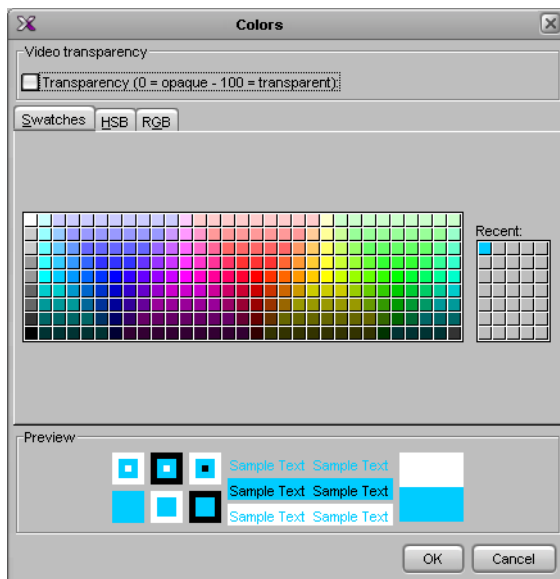 Colors
Video transparency
Transparency (0 = opaque - 100 = transparent):
Swatches HSB RGB
Recent:
Preview
Sample Text Sample Text
Sample Text Sample Text
Sample Text Sample Text
OK Cancel